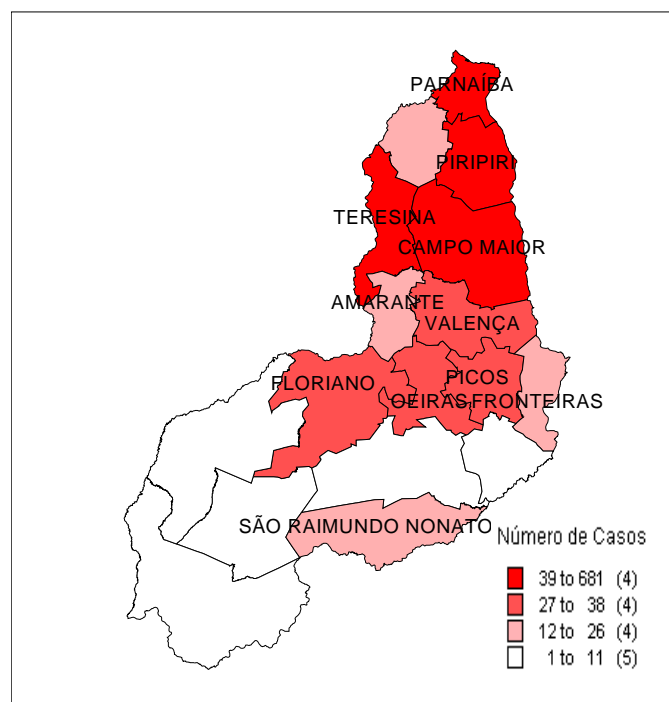 PARNAÍBA
PIRIPIRI
TERESINA
CAMPO MAIOR
AMARANTE
VALENÇA
FLORIANO
PICOS
OEIRAS
FRONTEIRAS
SÃO RAIMUNDO NONATO
Número de Casos
39 to 681 (4)
27 to 38 (4)
12 to 26 (4)
1 to 11 (5)